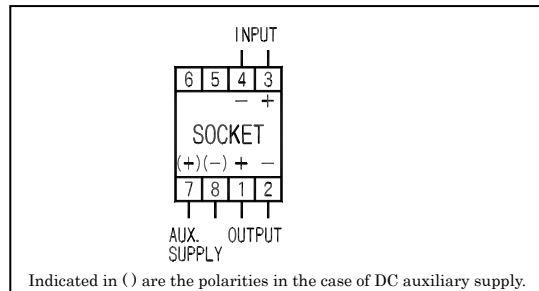 INPUT
6 5 4 3
− +
SOCKET
(+) (−) + −
7 8 1 2
AUX. OUTPUT
SUPPLY
Indicated in ( ) are the polarities in the case of DC auxiliary supply.